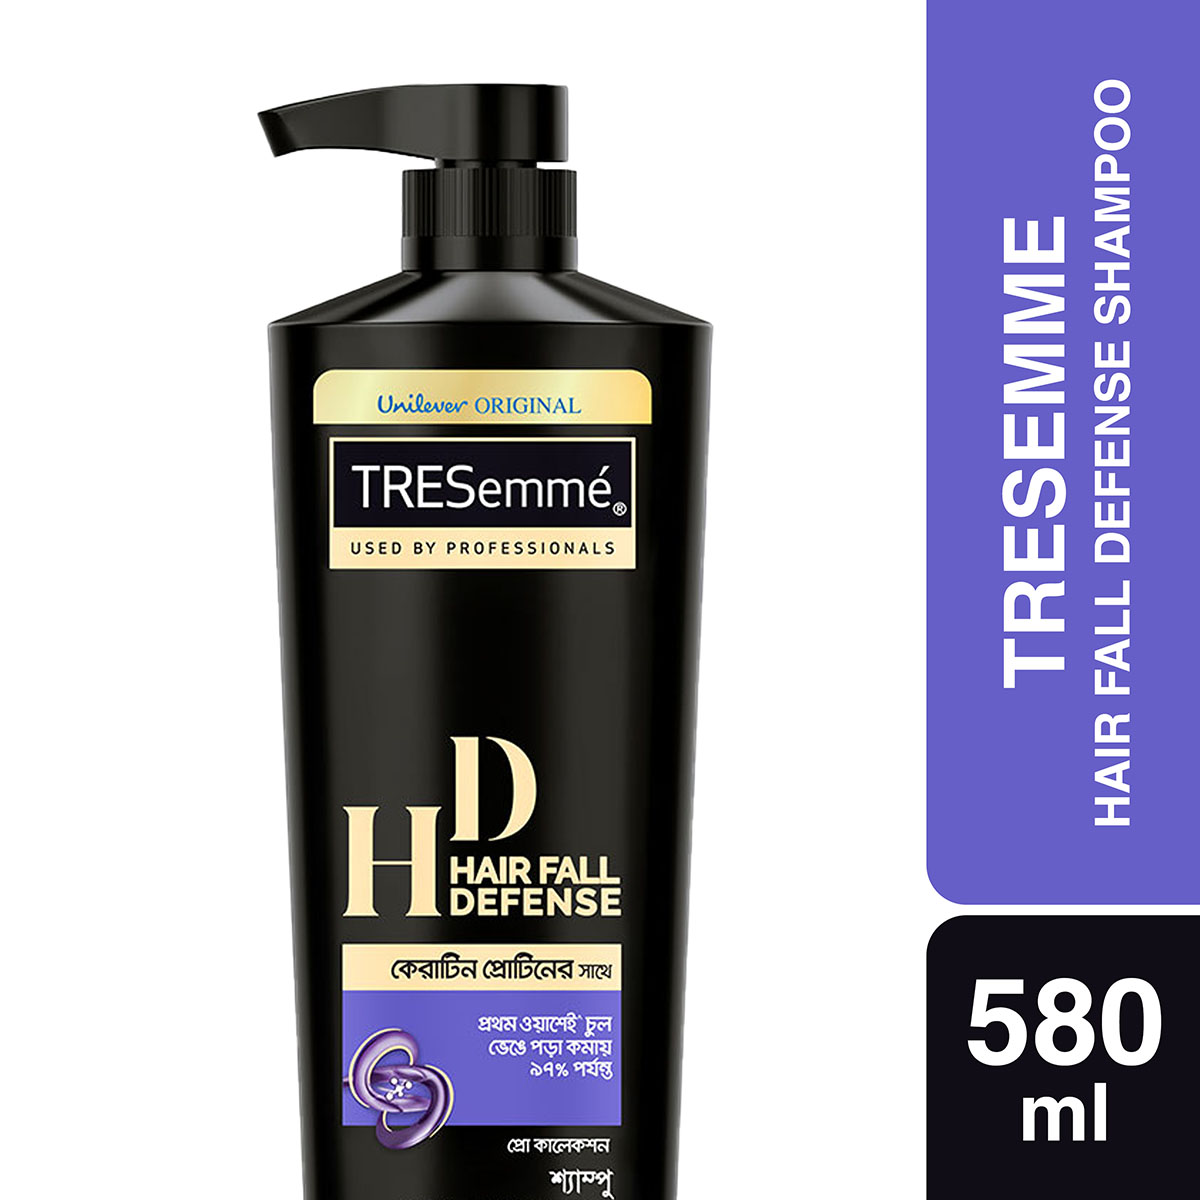 Unilever ORIGINAL
TRESemmé®
USED BY PROFESSIONALS
HD
HAIR FALL
DEFENSE
কেরাটিন প্রোটিনের সাথে
প্রথম ওয়াশেই^ চুল
ভেঙে পড়া কমায়
৯৭% পর্যন্ত
প্রো কালেকশন
শ্যাম্পু
TRESEMME
HAIR FALL DEFENSE SHAMPOO
580
ml